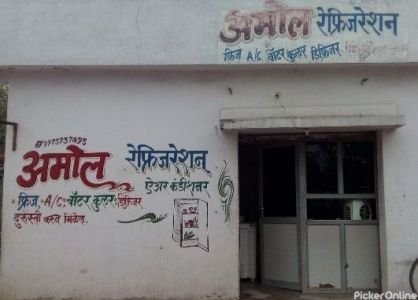 अमोल रेफ्रिजरेशन
फ्रिज A/C वॉटर कुलर डिफ्रिजर
अमोल रेफ्रिजरेशन
ऐअर कंडीशनर
फ्रिज, A/C, वॉटर कुलर, डिफ्रिजर
दुरुस्ती करुन मिळेल.
PickerOnline